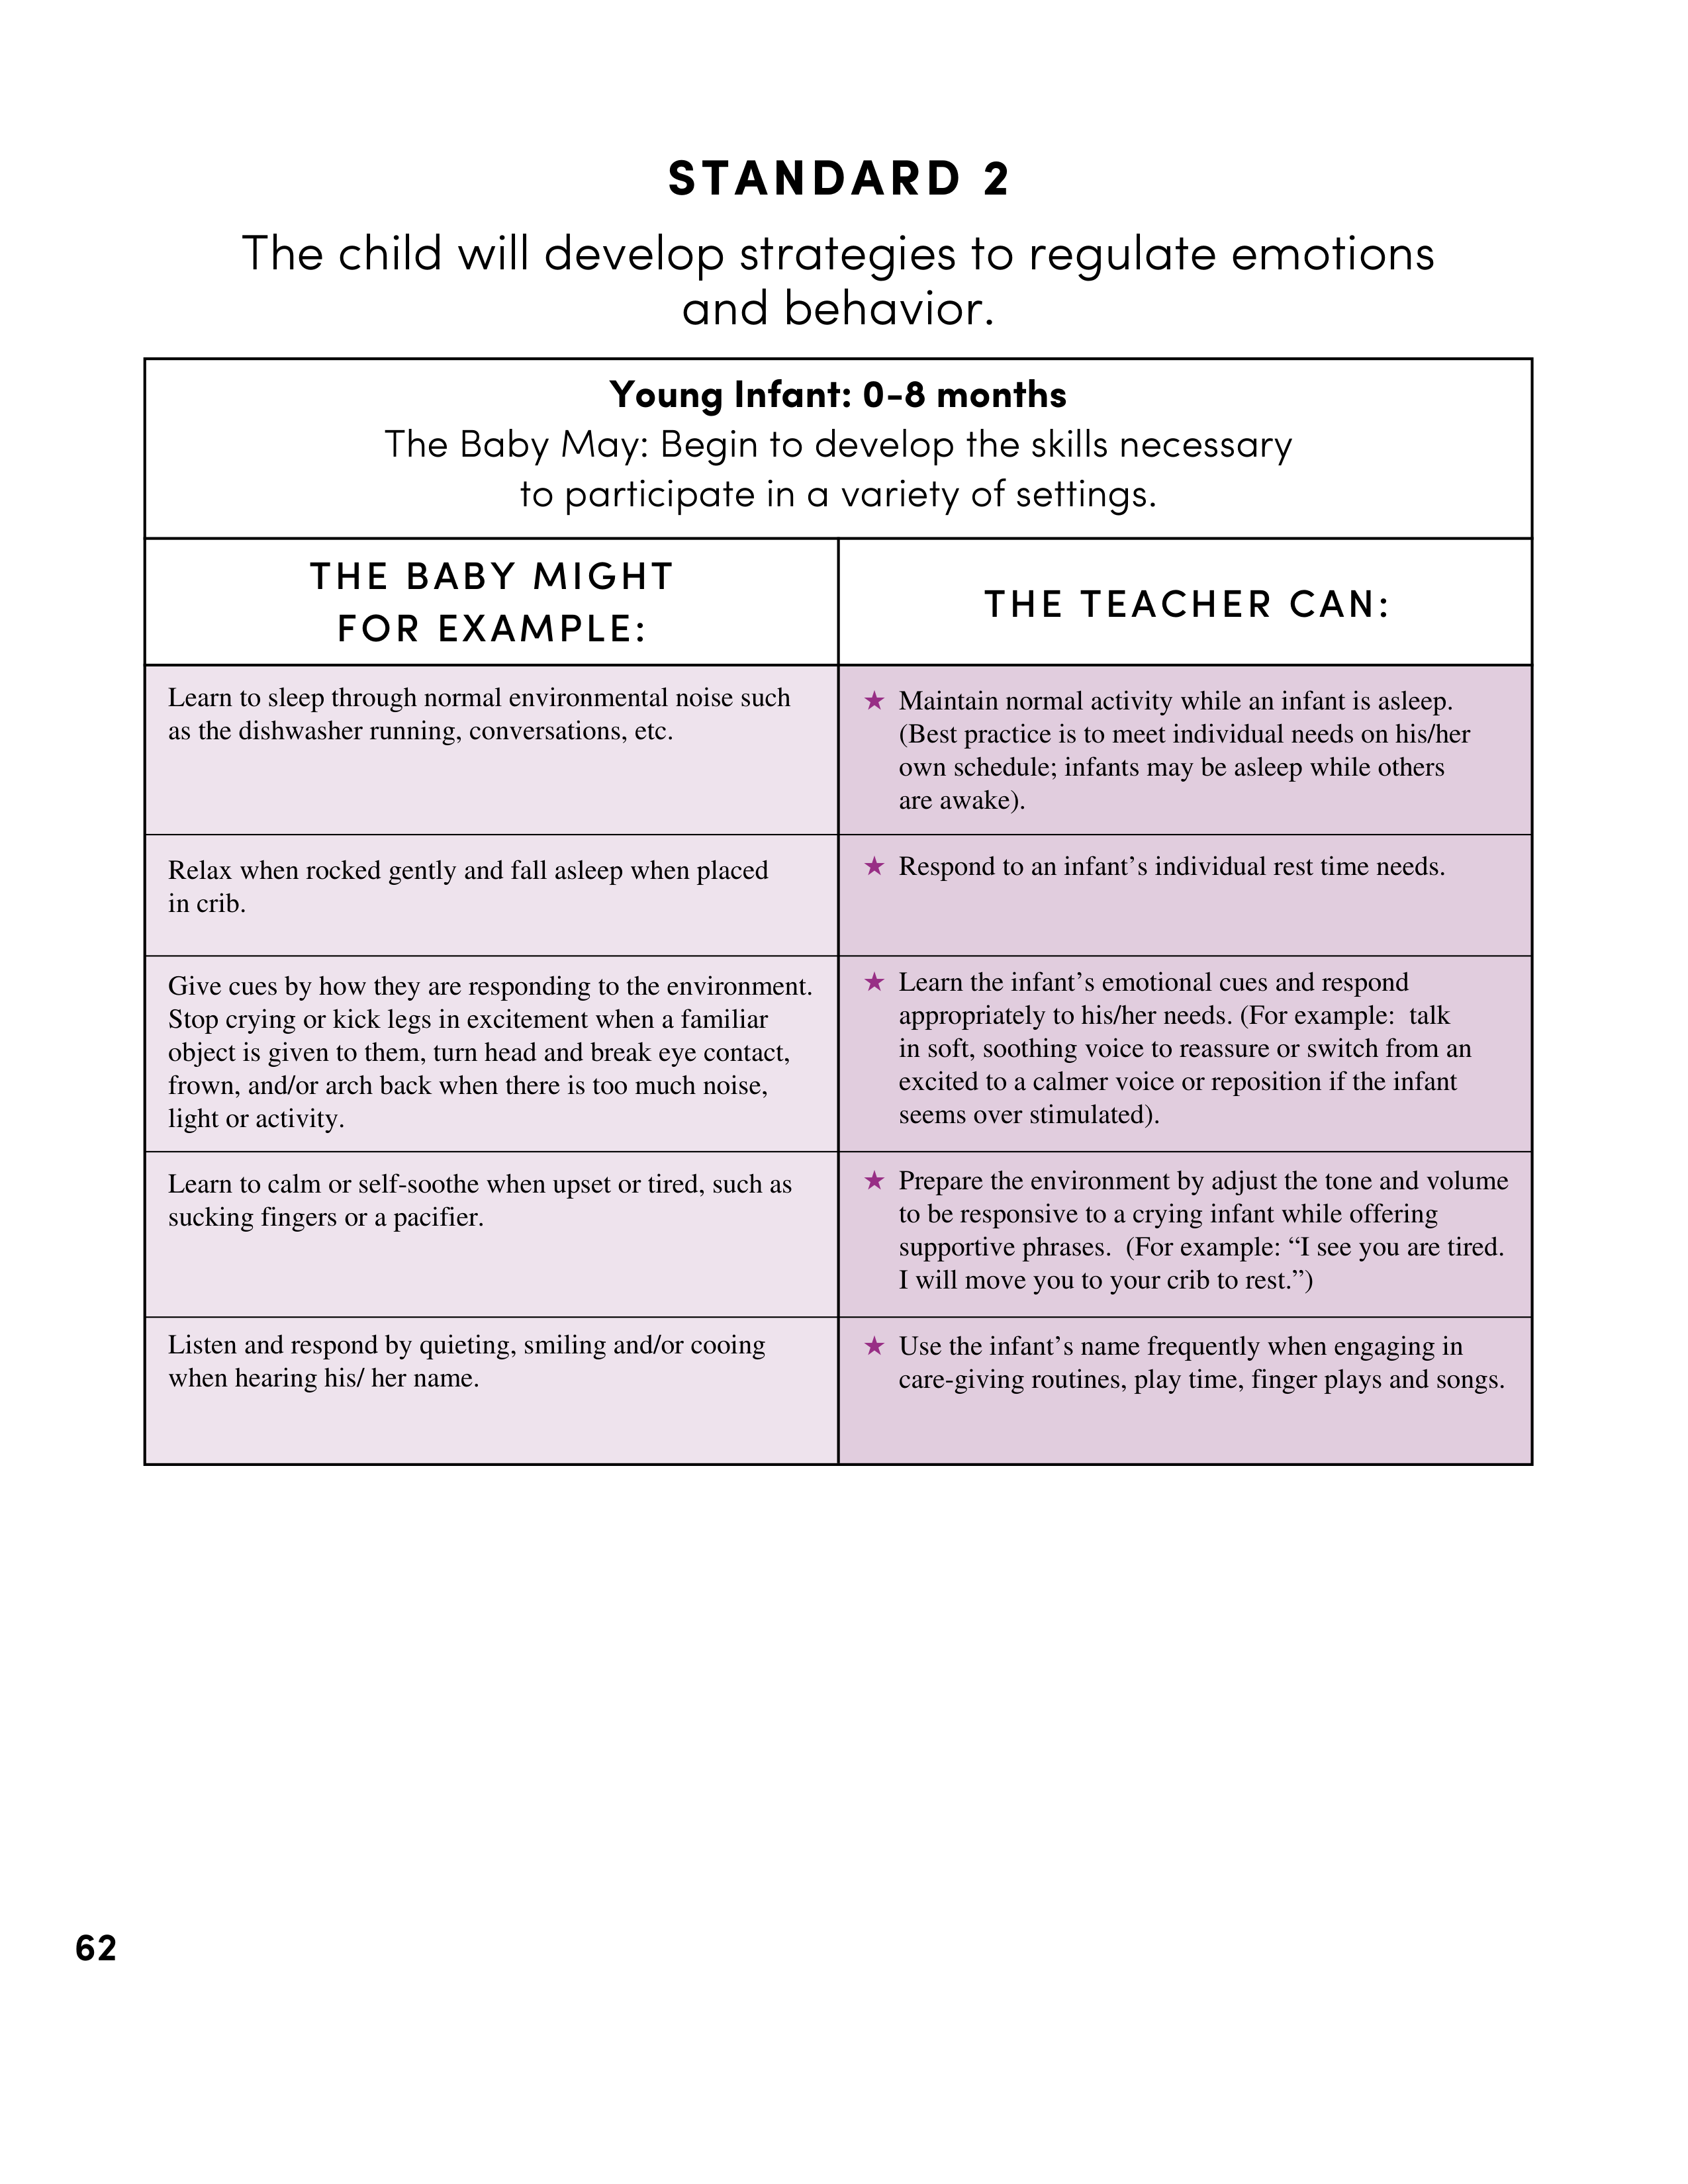 STANDARD 2
The child will develop strategies to regulate emotions
and behavior.
Young Infant: 0-8 months
The Baby May: Begin to develop the skills necessary
to participate in a variety of settings.
THE BABY MIGHT
FOR EXAMPLE:
THE TEACHER CAN:
Learn to sleep through normal environmental noise such
as the dishwasher running, conversations, etc.
★ Maintain normal activity while an infant is asleep.
(Best practice is to meet individual needs on his/her
own schedule; infants may be asleep while others
are awake).
Relax when rocked gently and fall asleep when placed
in crib.
★ Respond to an infant’s individual rest time needs.
Give cues by how they are responding to the environment.
Stop crying or kick legs in excitement when a familiar
object is given to them, turn head and break eye contact,
frown, and/or arch back when there is too much noise,
light or activity.
★ Learn the infant’s emotional cues and respond
appropriately to his/her needs. (For example:  talk
in soft, soothing voice to reassure or switch from an
excited to a calmer voice or reposition if the infant
seems over stimulated).
Learn to calm or self-soothe when upset or tired, such as
sucking fingers or a pacifier.
★ Prepare the environment by adjust the tone and volume
to be responsive to a crying infant while offering
supportive phrases.  (For example: “I see you are tired.
I will move you to your crib to rest.”)
Listen and respond by quieting, smiling and/or cooing
when hearing his/ her name.
★ Use the infant’s name frequently when engaging in
care-giving routines, play time, finger plays and songs.
62